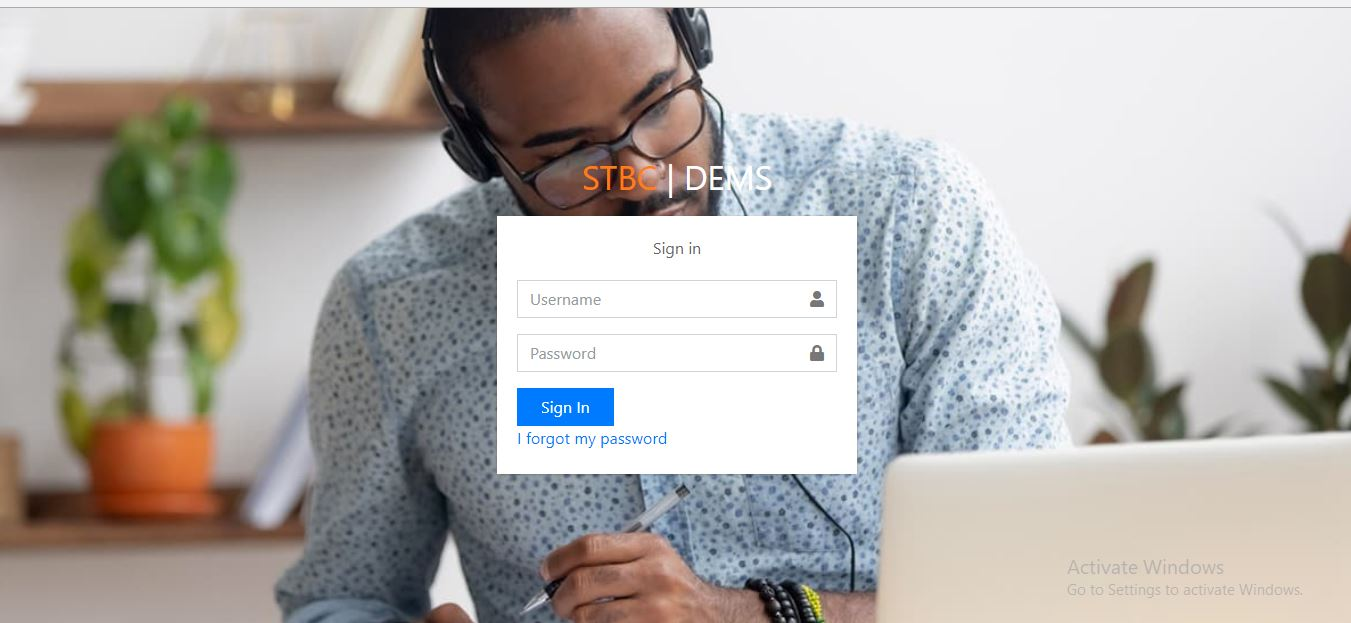 STBC | DEMS
Sign in
Username
Password
Sign In
I forgot my password
Activate Windows
Go to Settings to activate Windows.